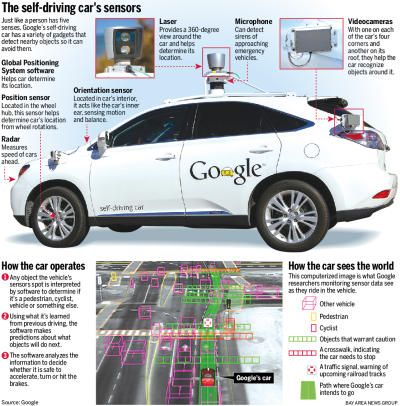 The self-driving car's sensors
Just like a person has five
senses, Google's self-driving
car has a variety of gadgets that
detect nearby objects so it can
avoid them.
Global Positioning
System software
Helps car determine
its location.
Position sensor
Located in the wheel
hub, this sensor helps
determine car's location
from wheel rotations.
Radar
Measures
speed of cars
ahead.
Orientation sensor
Located in car's interior,
it acts like the car's inner
ear, sensing motion
and balance.
Laser
Provides a 360-degree
view around the
car and helps
determine its
location.
Microphone
Can detect
sirens of
approaching
emergency
vehicles.
Videocameras
With one on each
of the car's four
corners and
another on its
roof, they help the
car recognize
objects around it.
Google
self-driving car
How the car operates
1 Any object the vehicle's
sensors spot is interpreted
by software to determine if
it's a pedestrian, cyclist,
vehicle or something else.
2 Using what it's learned
from previous driving, the
software makes
predictions about what
objects will do next.
3 The software analyzes the
information to decide
whether it is safe to
accelerate, turn or hit the
brakes.
Source: Google
Google's car
How the car sees the world
This computerized image is what Google
researchers monitoring sensor data see
as they ride in the vehicle.
Other vehicle
Pedestrian
Cyclist
Objects that warrant caution
A crosswalk, indicating
the car needs to stop
A traffic signal, warning of
upcoming railroad tracks
Path where Google's car
intends to go
BAY AREA NEWS GROUP